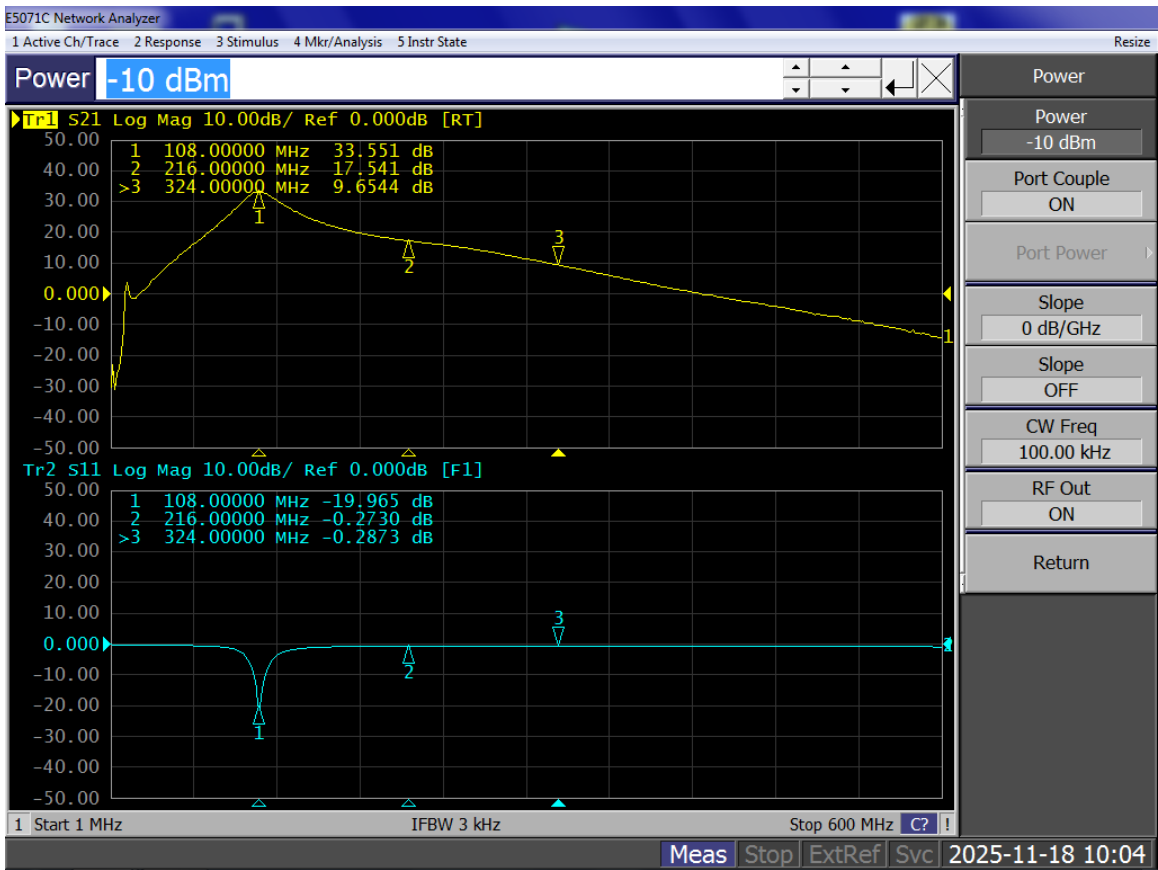 E5071C Network Analyzer
1 Active Ch/Trace 2 Response 3 Stimulus 4 Mkr/Analysis 5 Instr State Resize
Power -10 dBm
Power
Power
-10 dBm
Port Couple
ON
Port Power
Slope
0 dB/GHz
Slope
OFF
CW Freq
100.00 kHz
RF Out
ON
Return
Tr1 S21 Log Mag 10.00dB/ Ref 0.000dB [RT]
50.00
1 108.00000 MHz 33.551 dB
40.00
2 216.00000 MHz 17.541 dB
>3 324.00000 MHz 9.6544 dB
30.00
1
20.00
3
2
10.00
0.000
-10.00
1
-20.00
-30.00
-40.00
-50.00
Tr2 S11 Log Mag 10.00dB/ Ref 0.000dB [F1]
50.00
1 108.00000 MHz -19.965 dB
40.00
2 216.00000 MHz -0.2730 dB
>3 324.00000 MHz -0.2873 dB
30.00
20.00
10.00
3
0.000
2
-10.00
-20.00
1
-30.00
-40.00
-50.00
1 Start 1 MHz IFBW 3 kHz Stop 600 MHz C? !
Meas Stop ExtRef Svc 2025-11-18 10:04